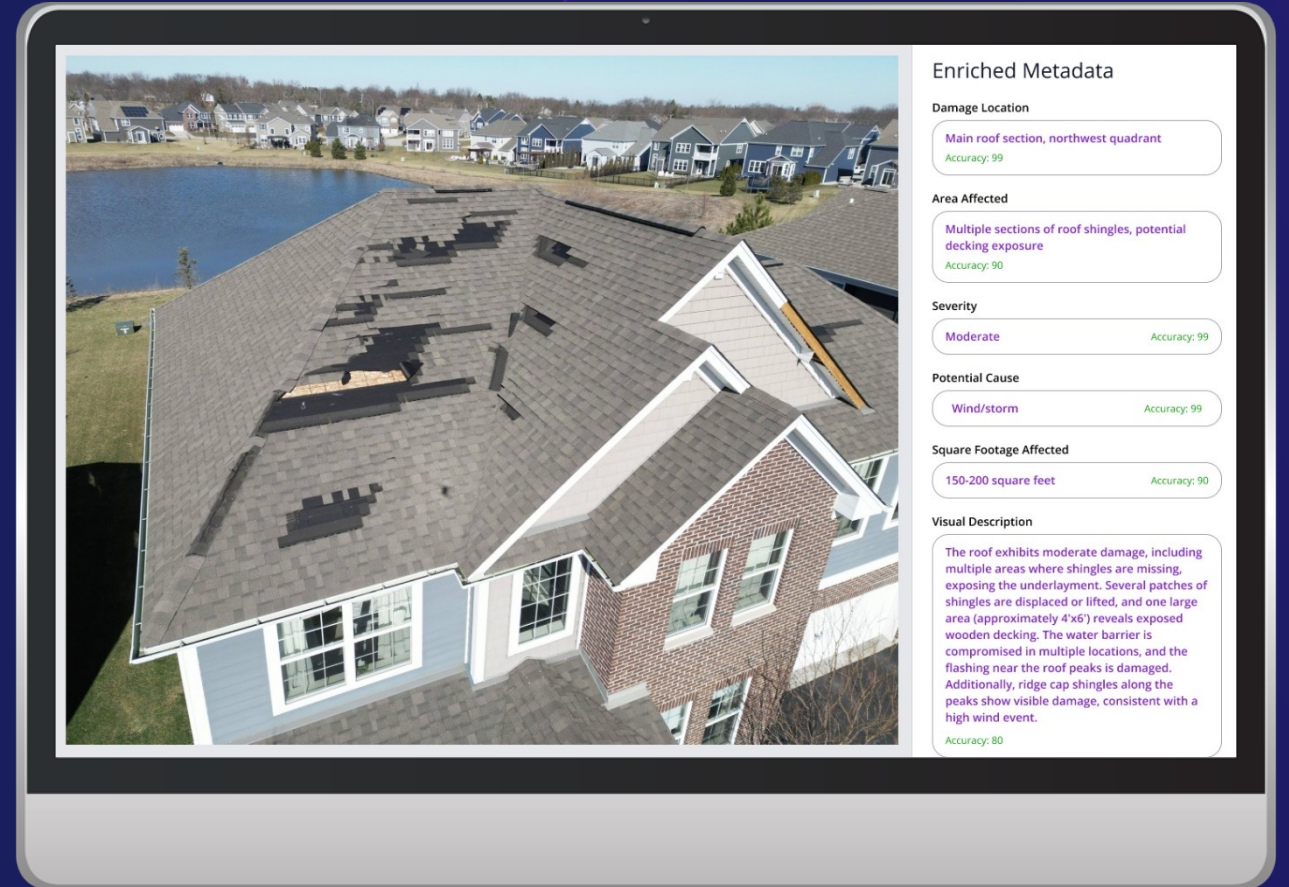 Enriched Metadata
Damage Location
Main roof section, northwest quadrant
Accuracy: 99
Area Affected
Multiple sections of roof shingles, potential
decking exposure
Accuracy: 90
Severity
Moderate
Accuracy: 99
Potential Cause
Wind/storm
Accuracy: 99
Square Footage Affected
150-200 square feet
Accuracy: 90
Visual Description
The roof exhibits moderate damage, including
multiple areas where shingles are missing,
exposing the underlayment. Several patches of
shingles are displaced or lifted, and one large
area (approximately 4'x6') reveals exposed
wooden decking. The water barrier is
compromised in multiple locations, and the
flashing near the roof peaks is damaged.
Additionally, ridge cap shingles along the
peaks show visible damage, consistent with a
high wind event.
Accuracy: 80